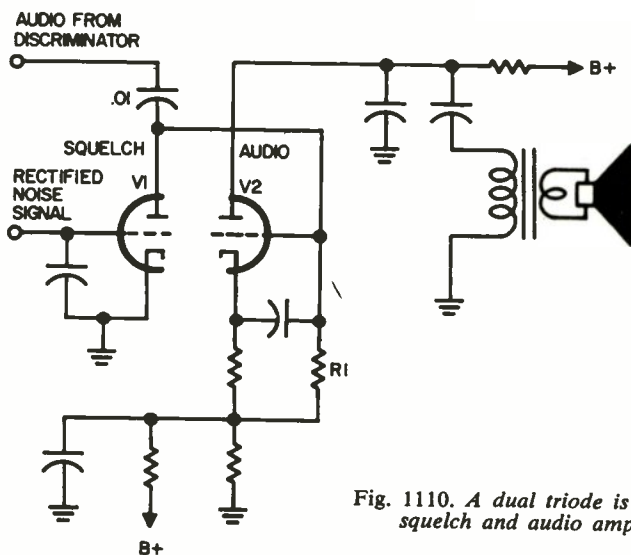 AUDIO FROM
DISCRIMINATOR
.01
B+
SQUELCH
AUDIO
RECTIFIED
NOISE
SIGNAL
V1
V2
R1
B+
Fig. 1110. A dual triode is
squelch and audio amp